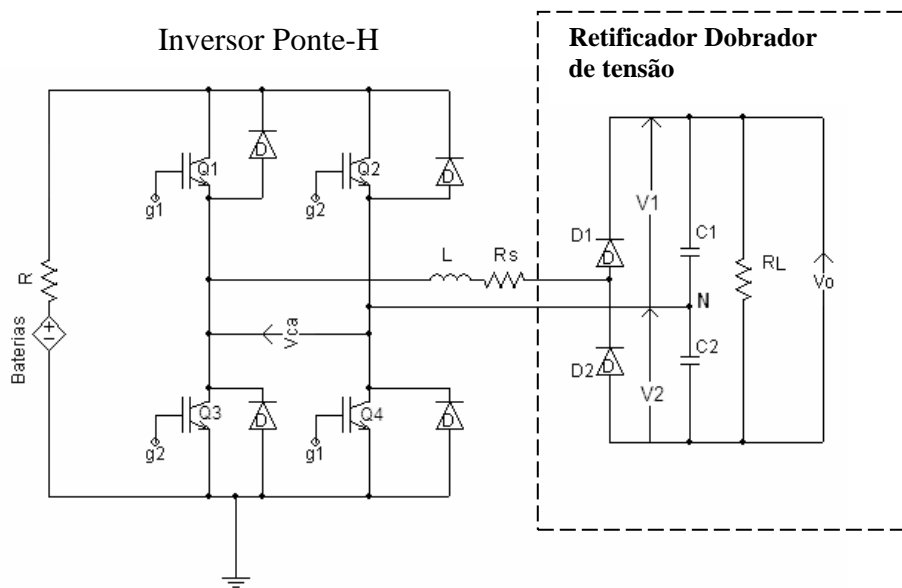 Inversor Ponte-H
Retificador Dobrador
de tensão
D
D
Q1
Q2
g1
g2
L
Rs
D1
D
V1
C1
R
RL
Vo
N
Baterias
+
-
Vca
D2
D
V2
C2
Q3
D
Q4
D
g2
g1